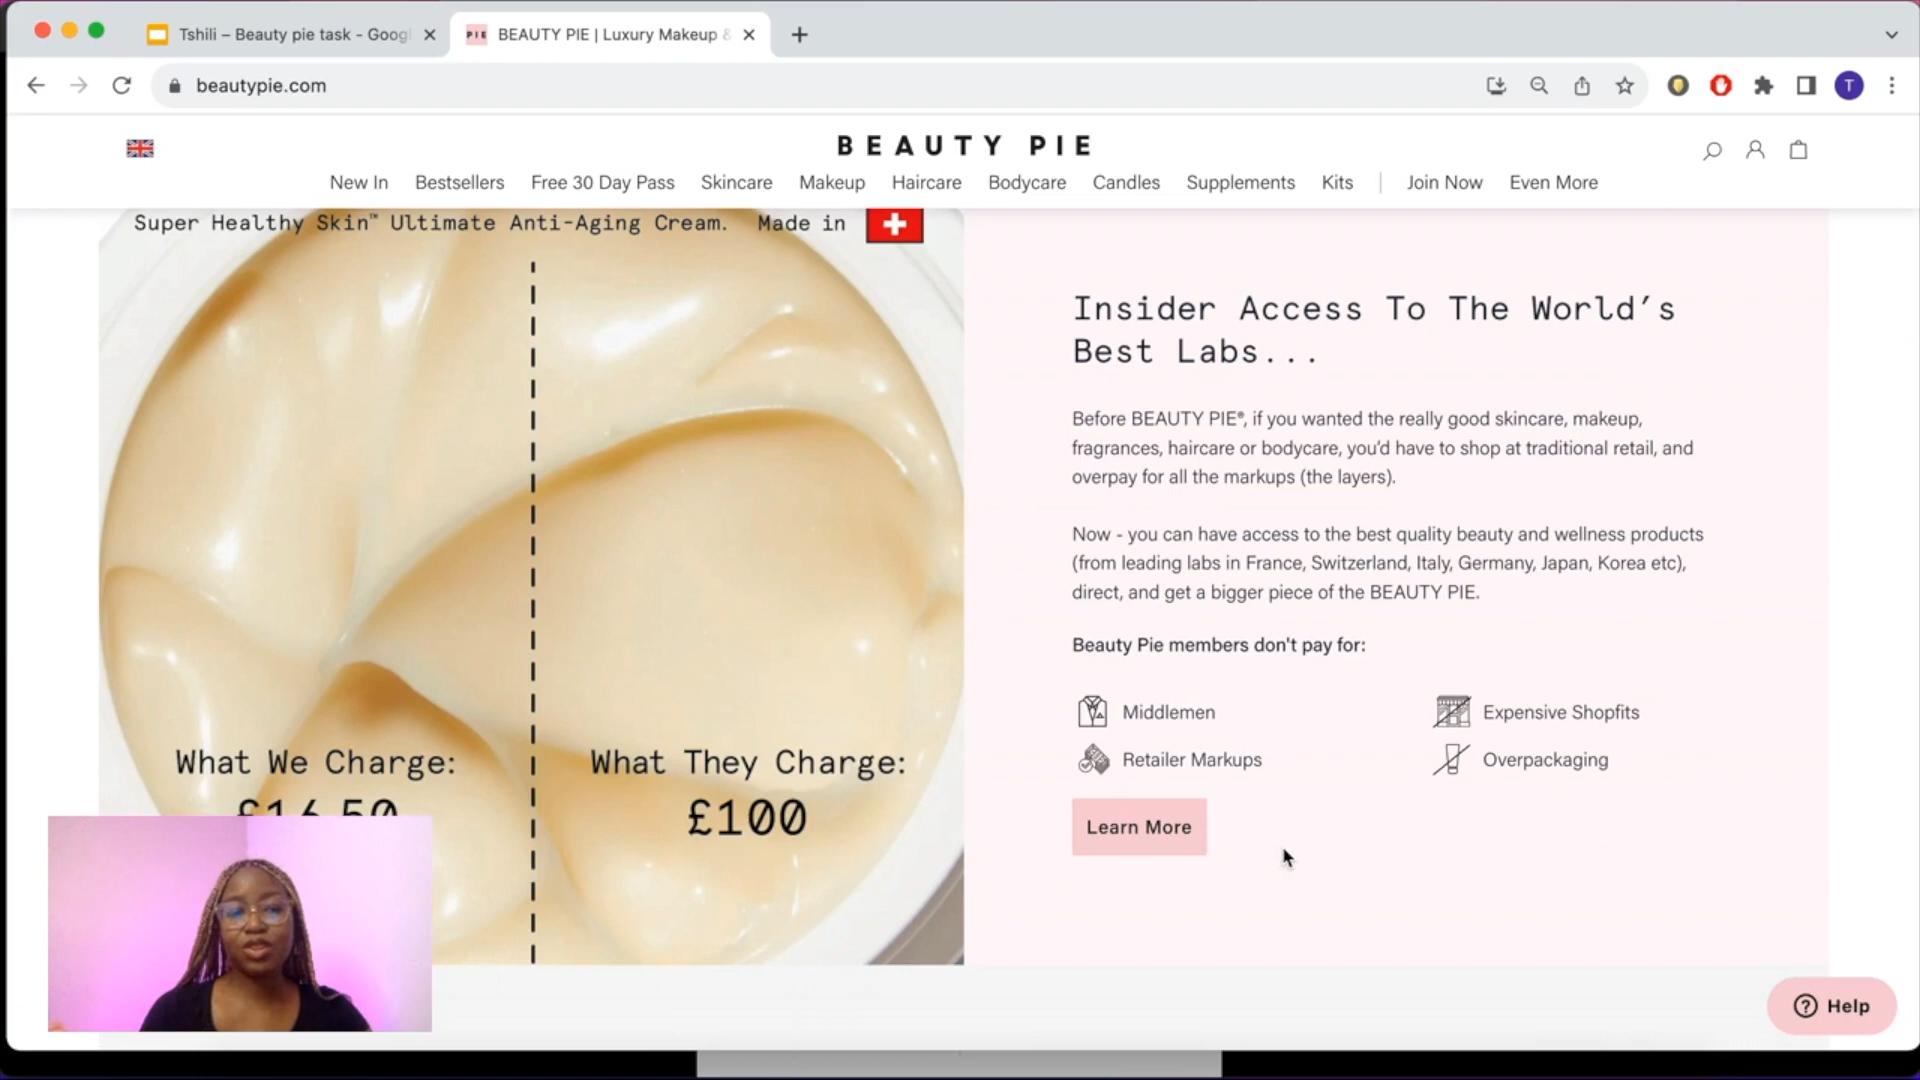 Tshili – Beauty pie task - Goog
PIE BEAUTY PIE | Luxury Makeup &
beautypie.com
T
BEAUTY PIE
New In Bestsellers Free 30 Day Pass Skincare Makeup Haircare Bodycare Candles Supplements Kits Join Now Even More
Super Healthy Skin™ Ultimate Anti-Aging Cream. Made in
What We Charge:
£16.50
What They Charge:
£100
Insider Access To The World's
Best Labs...
Before BEAUTY PIE®, if you wanted the really good skincare, makeup,
fragrances, haircare or bodycare, you'd have to shop at traditional retail, and
overpay for all the markups (the layers).
Now - you can have access to the best quality beauty and wellness products
(from leading labs in France, Switzerland, Italy, Germany, Japan, Korea etc),
direct, and get a bigger piece of the BEAUTY PIE.
Beauty Pie members don't pay for:
Middlemen
Expensive Shopfits
Retailer Markups
Overpackaging
Learn More
Help